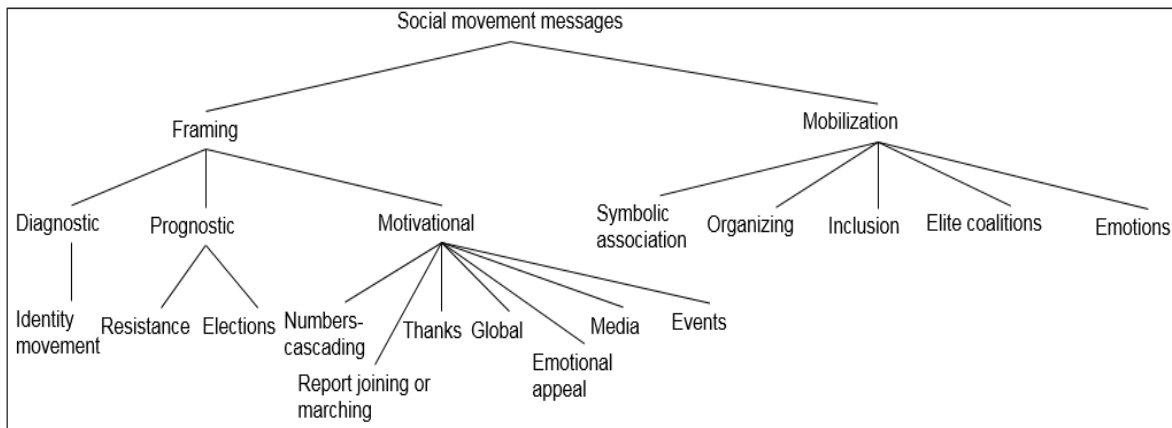 Social movement messages
Framing
Mobilization
Diagnostic
Prognostic
Motivational
Symbolic
association
Organizing
Inclusion
Elite coalitions
Emotions
Identity
movement
Resistance
Elections
Numbers-
cascading
Report joining or
marching
Thanks
Global
Emotional
appeal
Media
Events